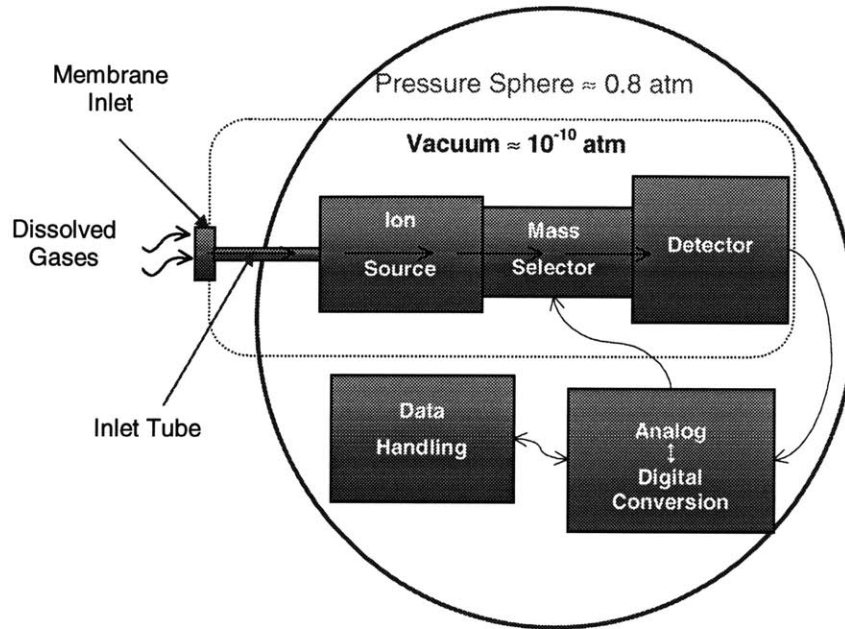 Membrane
Inlet
Pressure Sphere ≈ 0.8 atm
Vacuum ≈ 10⁻¹⁰ atm
Dissolved
Gases
Ion
Source
Mass
Selector
Detector
Inlet Tube
Data
Handling
Analog
↕
Digital
Conversion